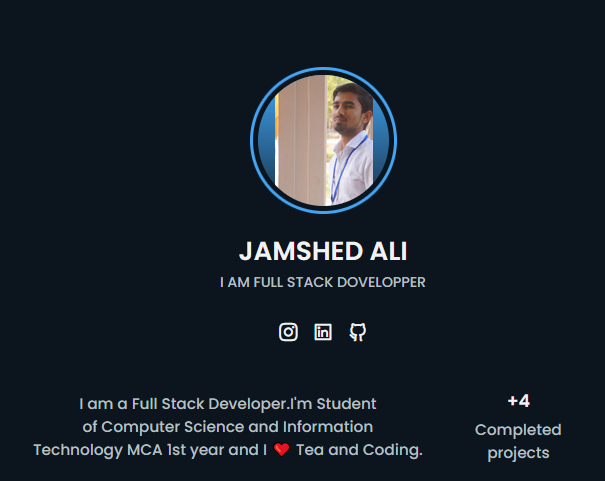 JAMSHED ALI
I AM FULL STACK DOVELOPPER
I am a Full Stack Developer.I'm Student
of Computer Science and Information
Technology MCA 1st year and I ❤️ Tea and Coding.
+4
Completed
projects